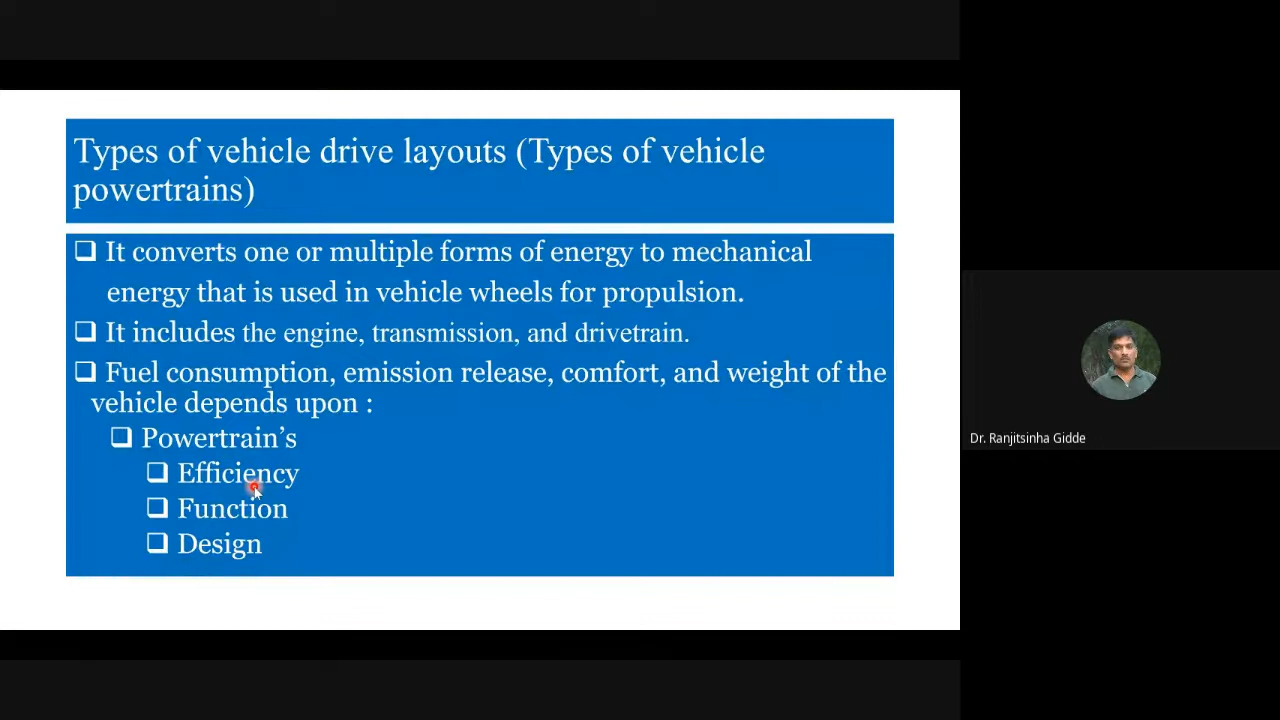 Types of vehicle drive layouts (Types of vehicle
powertrains)
❑ It converts one or multiple forms of energy to mechanical
energy that is used in vehicle wheels for propulsion.
❑ It includes the engine, transmission, and drivetrain.
❑ Fuel consumption, emission release, comfort, and weight of the
vehicle depends upon :
❑ Powertrain’s
❑ Efficiency
❑ Function
❑ Design
Dr. Ranjitsinha Gidde